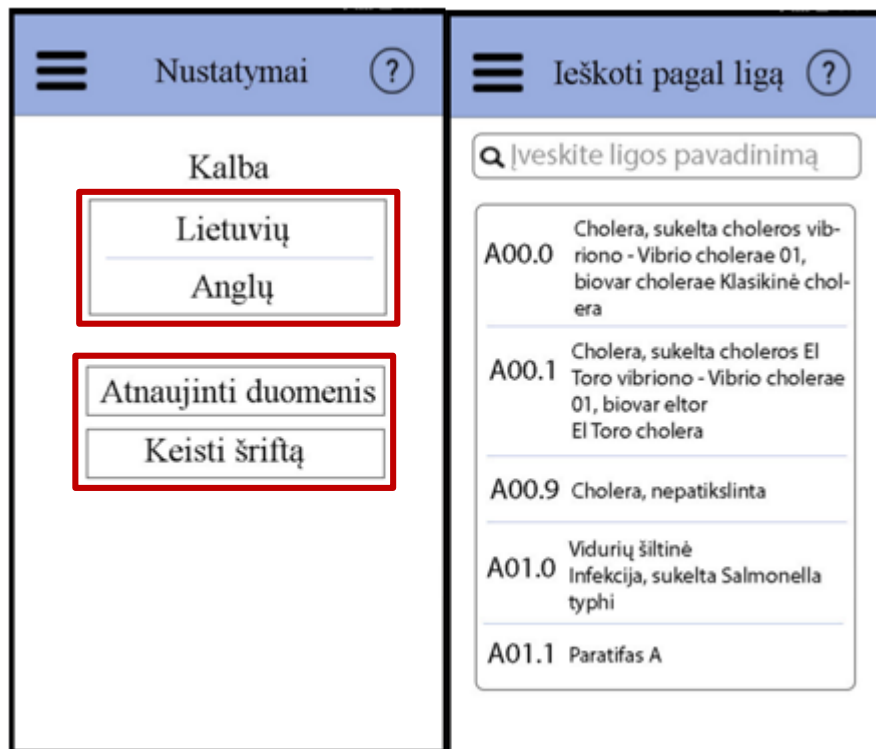 Nustatymai
?
Kalba
Lietuvių
Anglų
Atnaujinti duomenis
Keisti šriftą
Ieškoti pagal ligą
?
Įveskite ligos pavadinimą
A00.0
Cholera, sukelta choleros vib-
riono - Vibrio cholerae 01,
biovar cholerae Klasikinė chol-
era
A00.1
Cholera, sukelta choleros El
Toro vibriono - Vibrio cholerae
01, biovar eltor
El Toro cholera
A00.9
Cholera, nepatikslinta
A01.0
Vidurių šiltinė
Infekcija, sukelta Salmonella
typhi
A01.1
Paratifas A